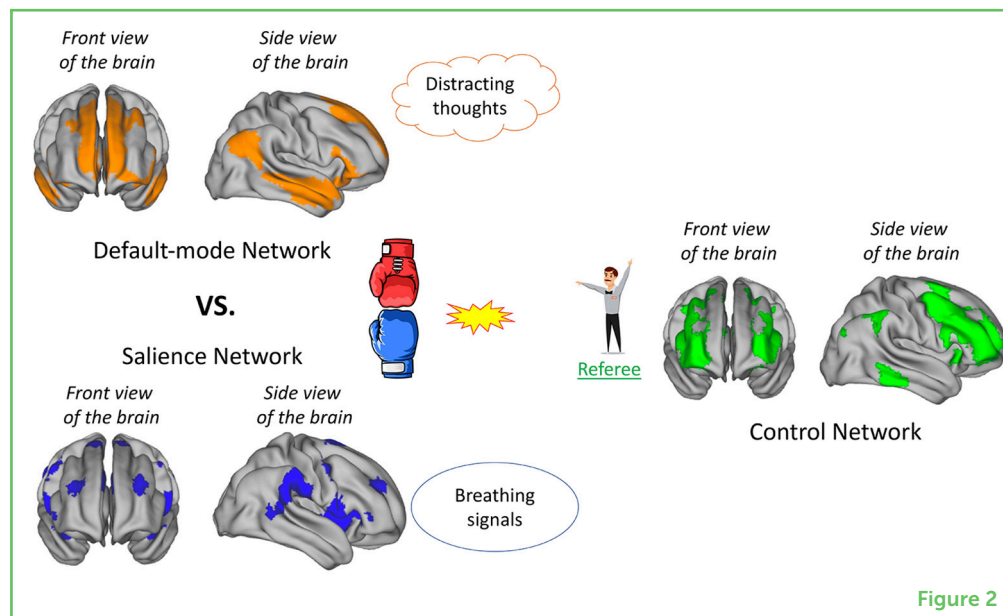 Front view
of the brain
Side view
of the brain
Distracting
thoughts
Default-mode Network
VS.
Salience Network
Front view
of the brain
Side view
of the brain
Breathing
signals
Referee
Front view
of the brain
Side view
of the brain
Control Network
Figure 2